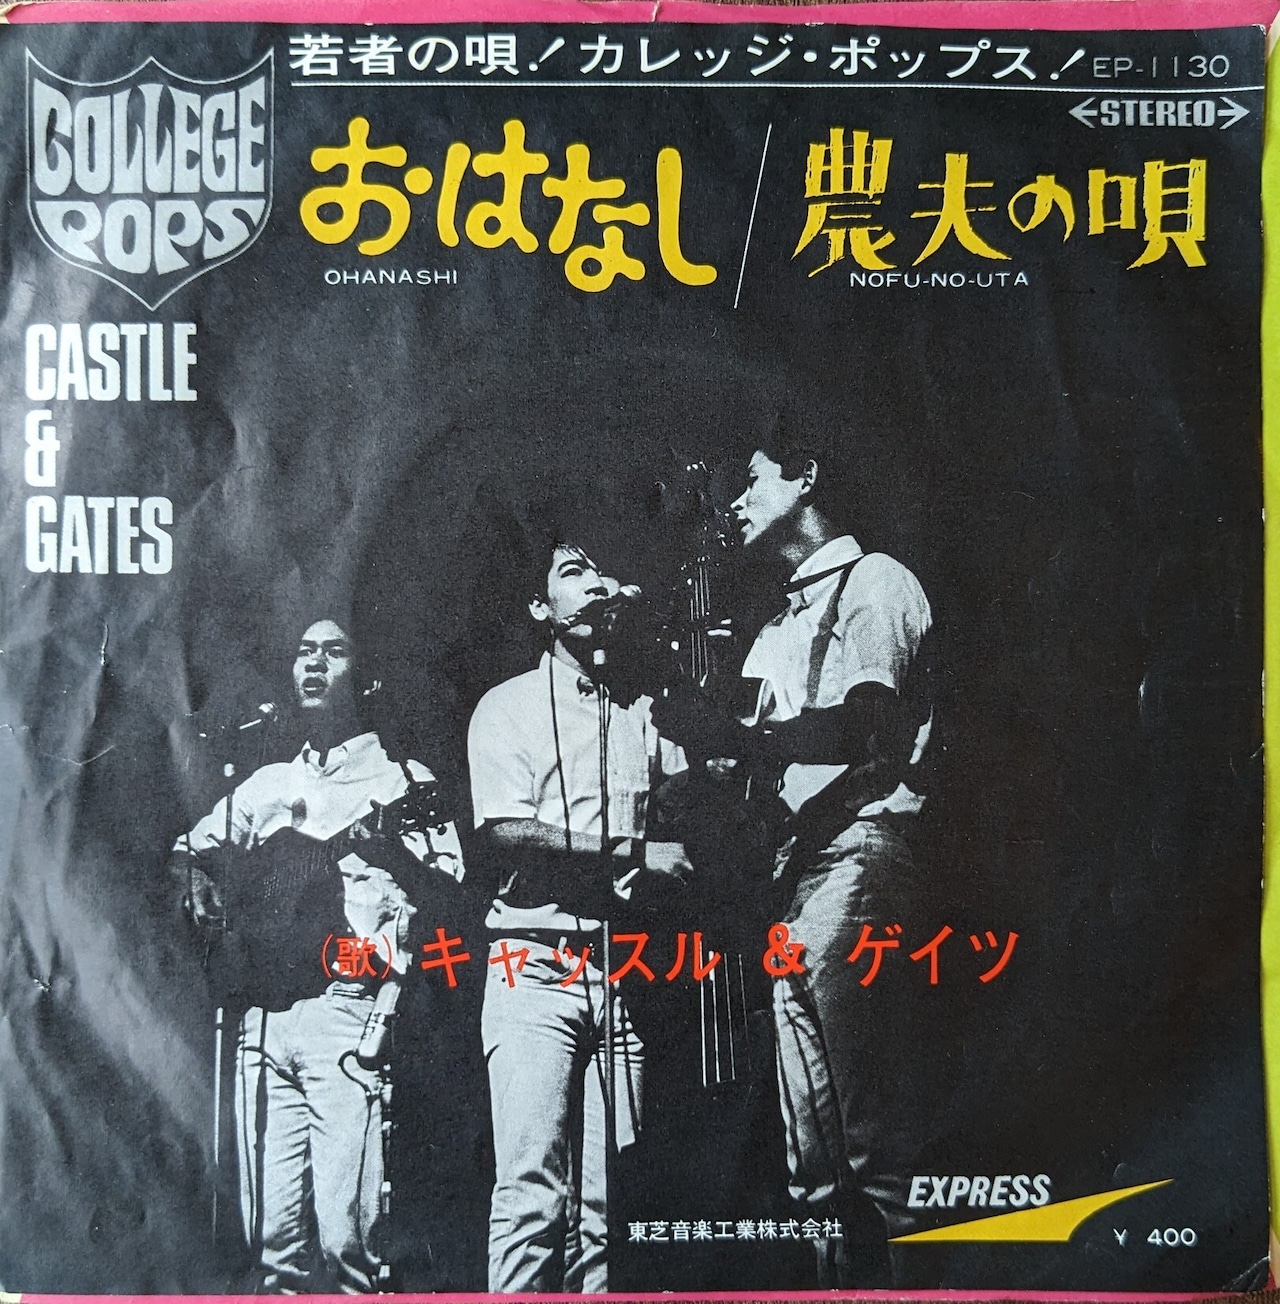 若者の唄!カレッジ・ポップス! EP-1130
STEREO
COLLEGE
POPS
おはなし/農夫の唄
OHANASHI NOFU-NO-UTA
CASTLE
&
GATES
(歌)キャッスル & ゲイツ
EXPRESS
東芝音楽工業株式会社
¥ 400